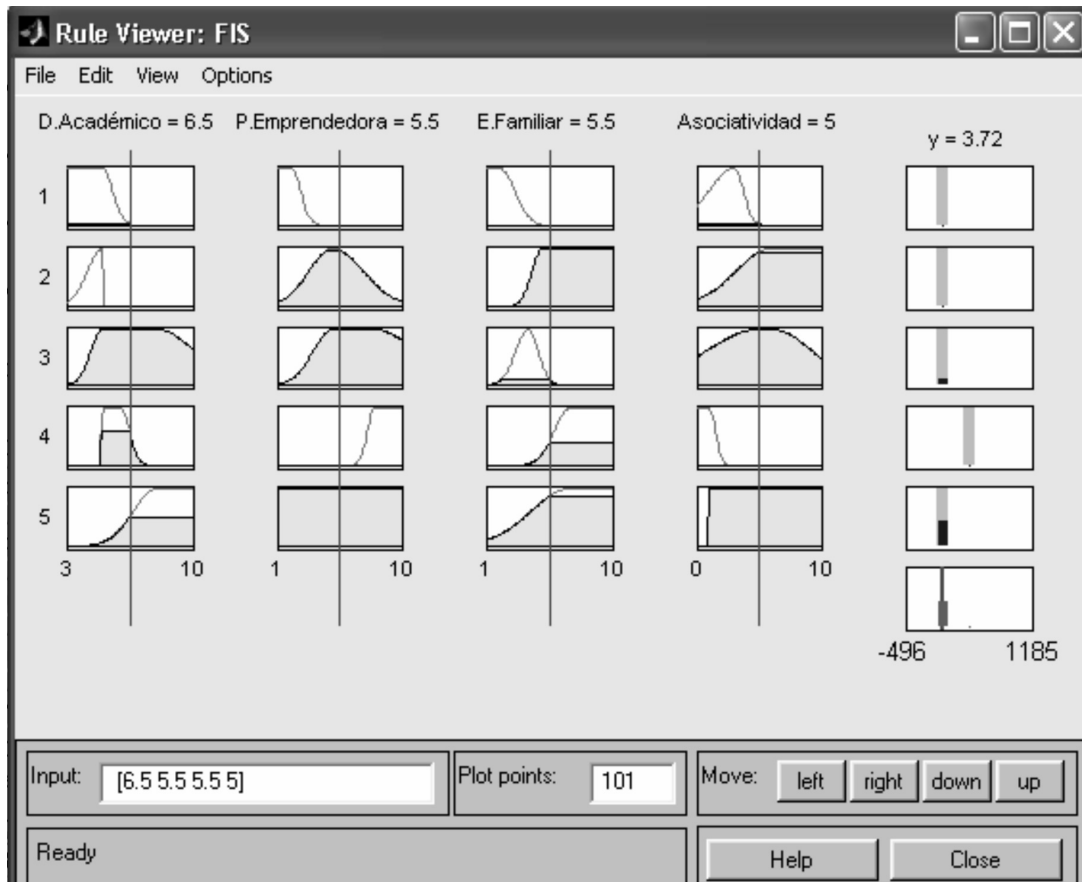 Rule Viewer: FIS
File Edit View Options
D.Académico = 6.5 P.Emprendedora = 5.5 E.Familiar = 5.5 Asociatividad = 5
y = 3.72
1
2
3
4
5
3 10 1 10 1 10 0 10
-496 1185
Input: [6.5 5.5 5.5 5] Plot points: 101 Move: left right down up
Ready Help Close